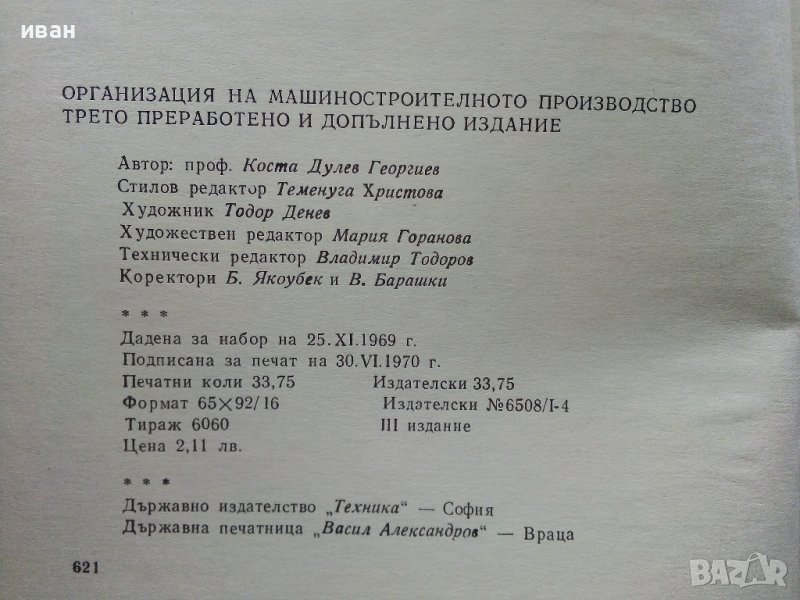 иван
ОРГАНИЗАЦИЯ НА МАШИНОСТРОИТЕЛНОТО ПРОИЗВОДСТВО
ТРЕТО ПРЕРАБОТЕНО И ДОПЪЛНЕНО ИЗДАНИЕ
Автор: проф. Коста Дулев Георгиев
Стилов редактор Теменуга Христова
Художник Тодор Денев
Художествен редактор Мария Горанова
Технически редактор Владимир Тодоров
Коректори Б. Якоубек и В. Барашки
* * *
Дадена за набор на 25.XI.1969 г.
Подписана за печат на 30.VI.1970 г.
Печатни коли 33,75 Издателски 33,75
Формат 65×92/16 Издателски №6508/I-4
Тираж 6060 III издание
Цена 2,11 лв.
* * *
Държавно издателство „Техника“ — София
Държавна печатница „Васил Александров“ — Враца
621
BAZAR